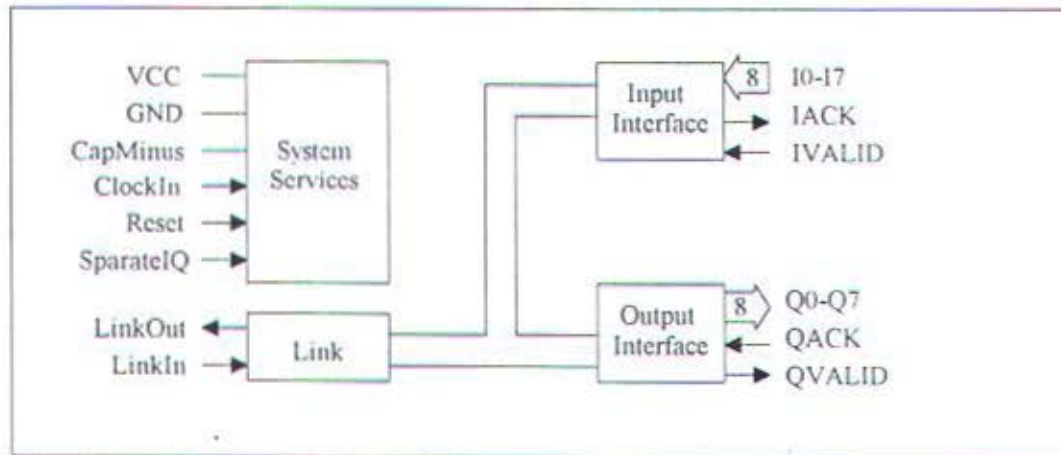 VCC
GND
CapMinus
ClockIn
Reset
SparateIQ
System
Services
LinkOut
LinkIn
Link
Input
Interface
8
I0-I7
IACK
IVALID
Output
Interface
8
Q0-Q7
QACK
QVALID